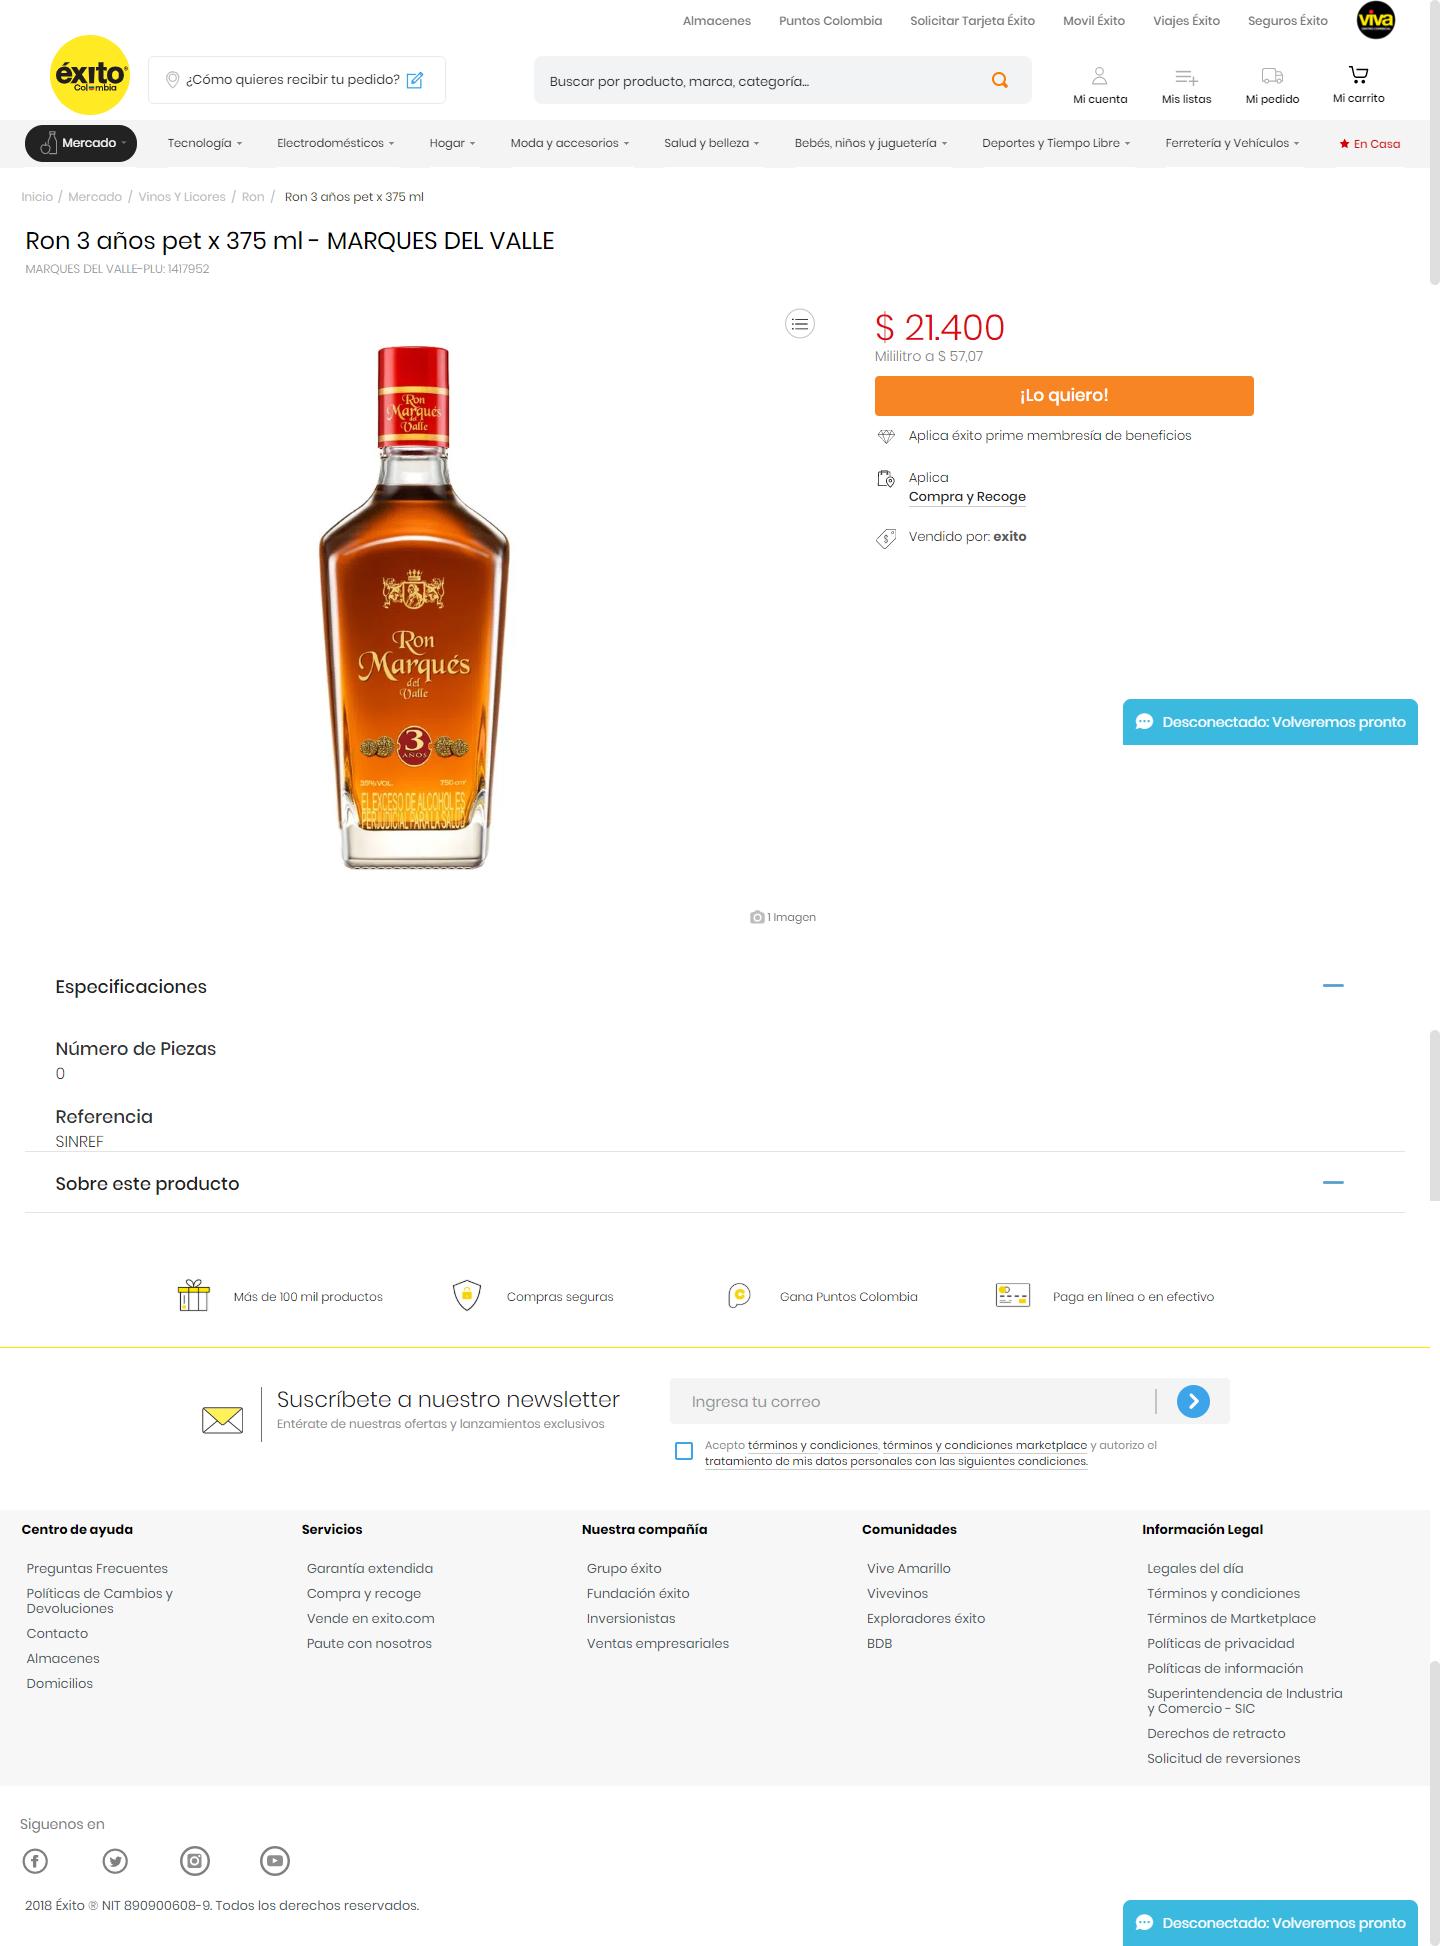 Almacenes Puntos Colombia Solicitar Tarjeta Éxito Movil Éxito Viajes Éxito Seguros Éxito viva
éxito
Colombia
¿Cómo quieres recibir tu pedido?
Buscar por producto, marca, categoría...
Mi cuenta Mis listas Mi pedido Mi carrito
Mercado Tecnología Electrodomésticos Hogar Moda y accesorios Salud y belleza Bebés, niños y juguetería Deportes y Tiempo Libre Ferretería y Vehículos En Casa
Inicio / Mercado / Vinos Y Licores / Ron / Ron 3 años pet x 375 ml
Ron 3 años pet x 375 ml - MARQUES DEL VALLE
MARQUES DEL VALLE-PLU: 1417952
Ron
Marqués
del
Valle
Ron
Marqués
del
Valle
3
AÑOS
35%VOL. 750 cm³
EL EXCESO DE ALCOHOL ES
PERJUDICIAL PARA LA SALUD
$ 21.400
Mililitro a $ 57,07
¡Lo quiero!
Aplica éxito prime membresía de beneficios
Aplica
Compra y Recoge
Vendido por: exito
Desconectado: Volveremos pronto
1 Imagen
Especificaciones
Número de Piezas
0
Referencia
SINREF
Sobre este producto
Más de 100 mil productos Compras seguras Gana Puntos Colombia Paga en línea o en efectivo
Suscríbete a nuestro newsletter
Entérate de nuestras ofertas y lanzamientos exclusivos
Ingresa tu correo
Acepto términos y condiciones, términos y condiciones marketplace y autorizo el
tratamiento de mis datos personales con las siguientes condiciones.
Centro de ayuda
Preguntas Frecuentes
Políticas de Cambios y
Devoluciones
Contacto
Almacenes
Domicilios
Servicios
Garantía extendida
Compra y recoge
Vende en exito.com
Paute con nosotros
Nuestra compañía
Grupo éxito
Fundación éxito
Inversionistas
Ventas empresariales
Comunidades
Vive Amarillo
Vivevinos
Exploradores éxito
BDB
Información Legal
Legales del día
Términos y condiciones
Términos de Martketplace
Políticas de privacidad
Políticas de información
Superintendencia de Industria
y Comercio - SIC
Derechos de retracto
Solicitud de reversiones
Siguenos en
2018 Éxito ® NIT 890900608-9. Todos los derechos reservados.
Desconectado: Volveremos pronto